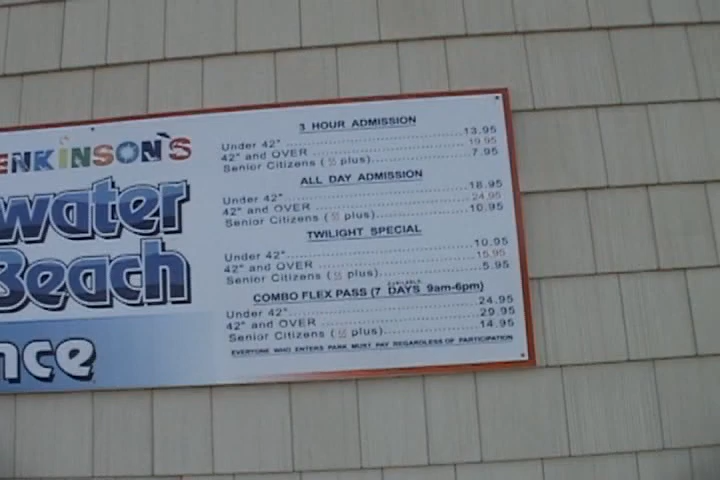 ENKINSON'S
water
Beach
nce
3 HOUR ADMISSION
Under 42" 13.95
42" and OVER 19.95
Senior Citizens ( plus) 7.95
ALL DAY ADMISSION
Under 42" 18.95
42" and OVER 24.95
Senior Citizens ( plus) 10.95
TWILIGHT SPECIAL
Under 42" 10.95
42" and OVER 15.95
Senior Citizens ( plus) 5.95
COMBO FLEX PASS (7 DAYS AVAILABLE 9am-6pm)
Under 42" 24.95
42" and OVER 29.95
Senior Citizens ( plus) 14.95
EVERYONE WHO ENTERS PARK MUST PAY REGARDLESS OF PARTICIPATION